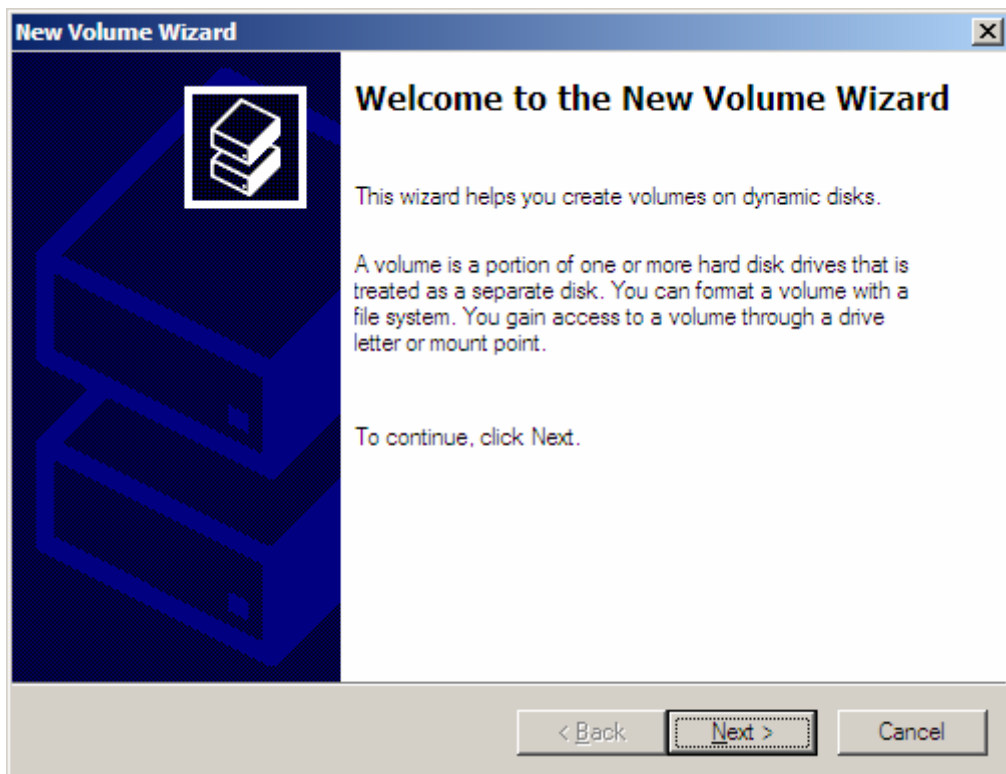 New Volume Wizard
Welcome to the New Volume Wizard
This wizard helps you create volumes on dynamic disks.
A volume is a portion of one or more hard disk drives that is
treated as a separate disk. You can format a volume with a
file system. You gain access to a volume through a drive
letter or mount point.
To continue, click Next.
< Back
Next >
Cancel